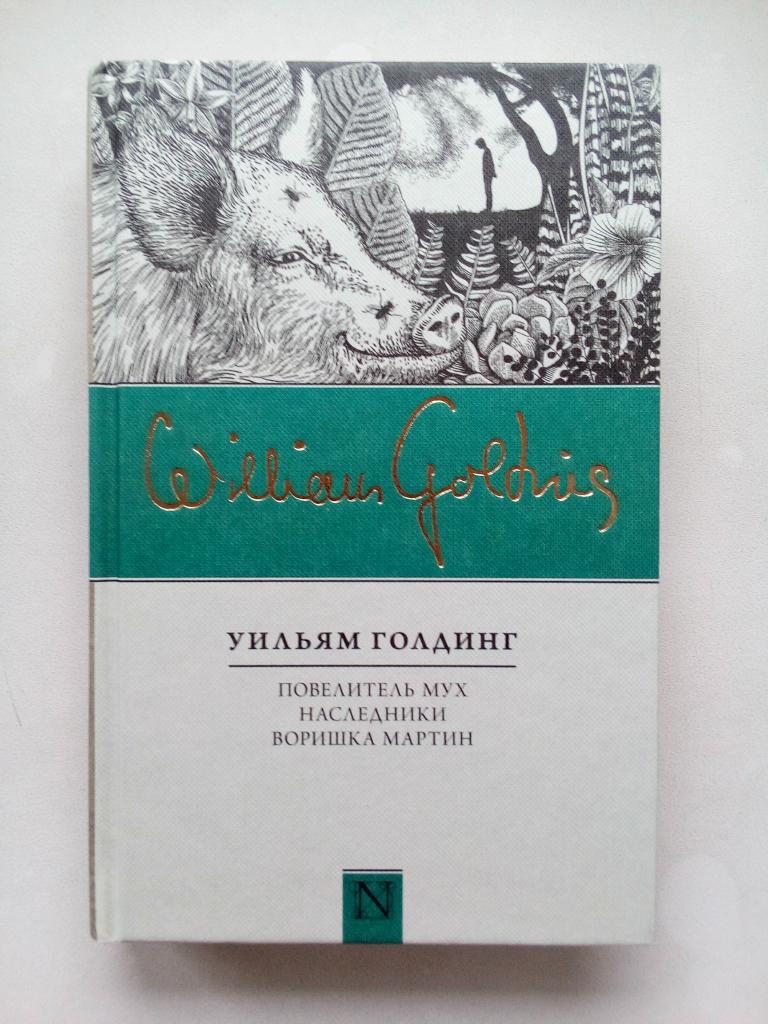 William Golding
УИЛЬЯМ ГОЛДИНГ
ПОВЕЛИТЕЛЬ МУХ
НАСЛЕДНИКИ
ВОРИШКА МАРТИН
N